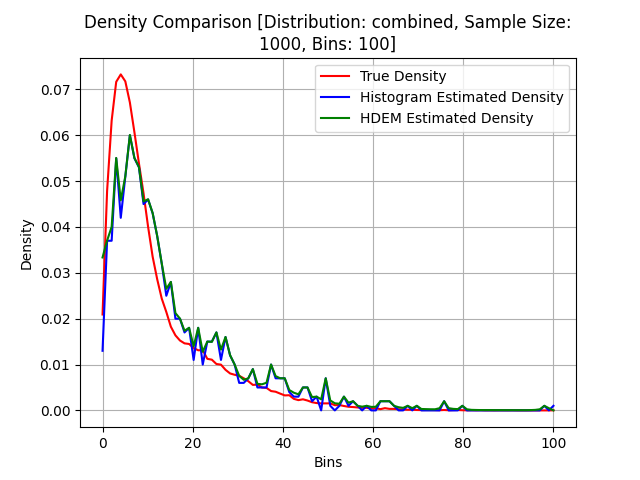 Density Comparison [Distribution: combined, Sample Size:
1000, Bins: 100]
True Density
Histogram Estimated Density
HDEM Estimated Density
Density
0.07
0.06
0.05
0.04
0.03
0.02
0.01
0.00
0 20 40 60 80 100
Bins